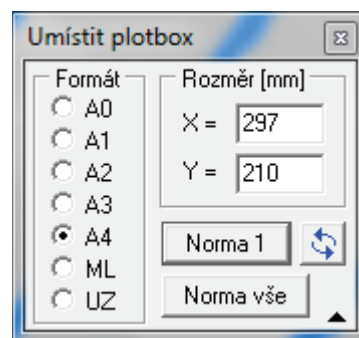 Umístit plotbox
Formát
A0
A1
A2
A3
A4
ML
UZ
Rozměr [mm]
X = 297
Y = 210
Norma 1
Norma vše